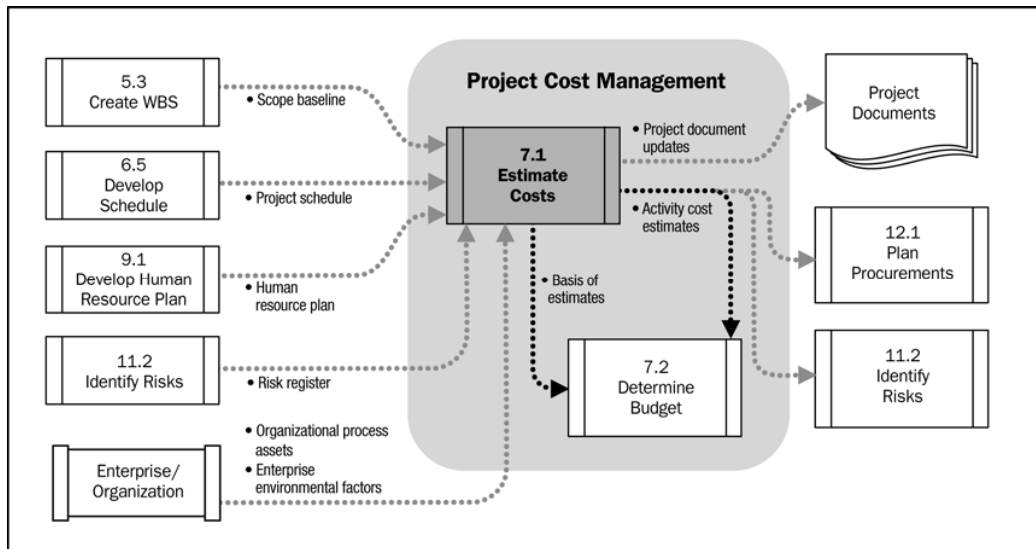 Project Cost Management
5.3
Create WBS
• Scope baseline
6.5
Develop
Schedule
• Project schedule
9.1
Develop Human
Resource Plan
• Human
resource plan
11.2
Identify Risks
• Risk register
Enterprise/
Organization
• Organizational process
assets
• Enterprise
environmental factors
7.1
Estimate
Costs
• Project document
updates
• Activity cost
estimates
• Basis of
estimates
7.2
Determine
Budget
Project
Documents
12.1
Plan
Procurements
11.2
Identify
Risks